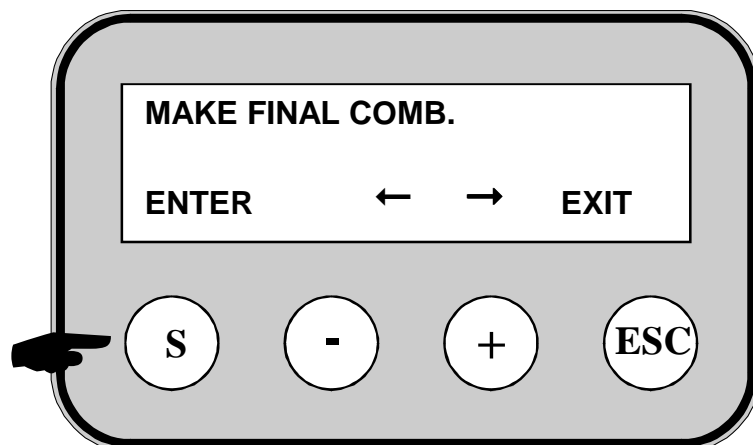 MAKE FINAL COMB.
ENTER ← → EXIT
S - + ESC